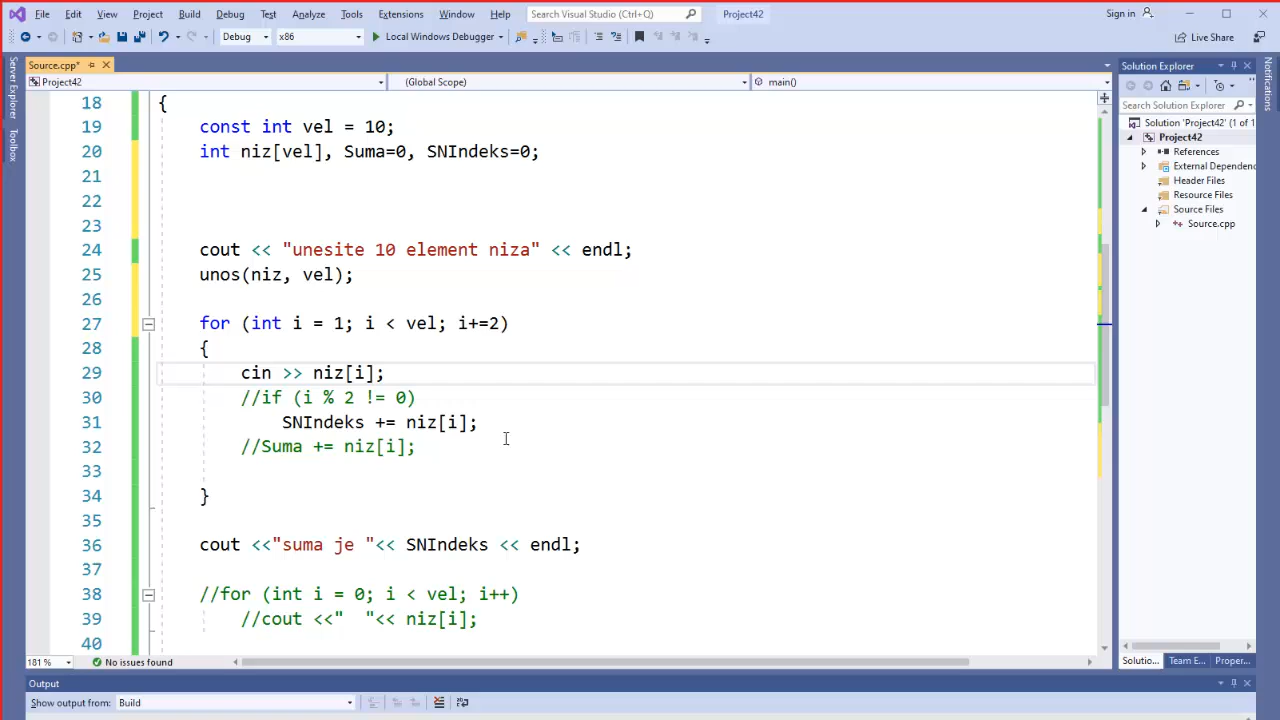 File Edit View Project Build Debug Test Analyze Tools Extensions Window Help Search Visual Studio (Ctrl+Q) Project42 Sign in
Debug x86 Local Windows Debugger Live Share
Server Explorer
Toolbox
Source.cpp*
Project42 (Global Scope) main()
18 {
19 const int vel = 10;
20 int niz[vel], Suma=0, SNIndeks=0;
21
22
23
24 cout << "unesite 10 element niza" << endl;
25 unos(niz, vel);
26
27 for (int i = 1; i < vel; i+=2)
28 {
29 cin >> niz[i];
30 //if (i % 2 != 0)
31 SNIndeks += niz[i];
32 //Suma += niz[i];
33
34 }
35
36 cout <<"suma je "<< SNIndeks << endl;
37
38 //for (int i = 0; i < vel; i++)
39 //cout <<"  "<< niz[i];
40
181 % No issues found
Output
Show output from: Build
Solution Explorer
Search Solution Explorer
Solution 'Project42' (1 of 1
Project42
References
External Dependenc
Header Files
Resource Files
Source Files
Source.cpp
Solutio... Team E... Proper...
Notifications